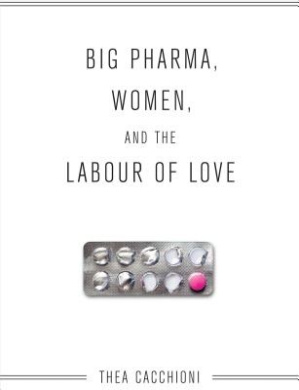 BIG PHARMA,
WOMEN,
AND THE
LABOUR OF LOVE
THEA CACCHIONI